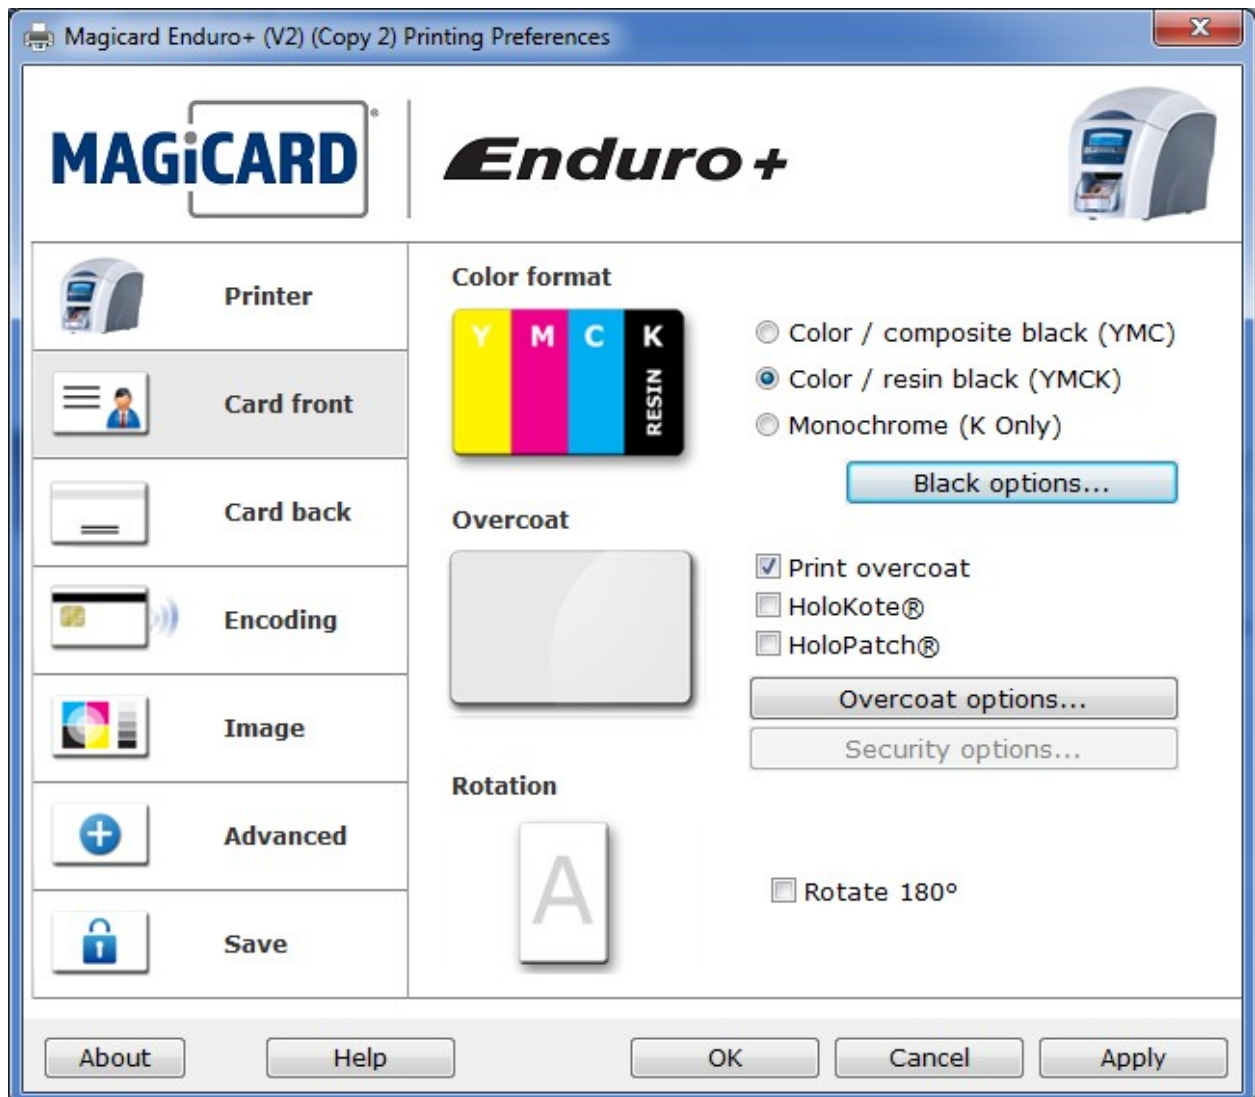 Magicard Enduro+ (V2) (Copy 2) Printing Preferences
X
MAGiCARD®
Enduro+
Printer
Card front
Card back
Encoding
Image
Advanced
Save
Color format
Y M C K
RESIN
Color / composite black (YMC)
Color / resin black (YMCK)
Monochrome (K Only)
Black options...
Overcoat
Print overcoat
HoloKote®
HoloPatch®
Overcoat options...
Security options...
Rotation
A
Rotate 180°
About Help OK Cancel Apply